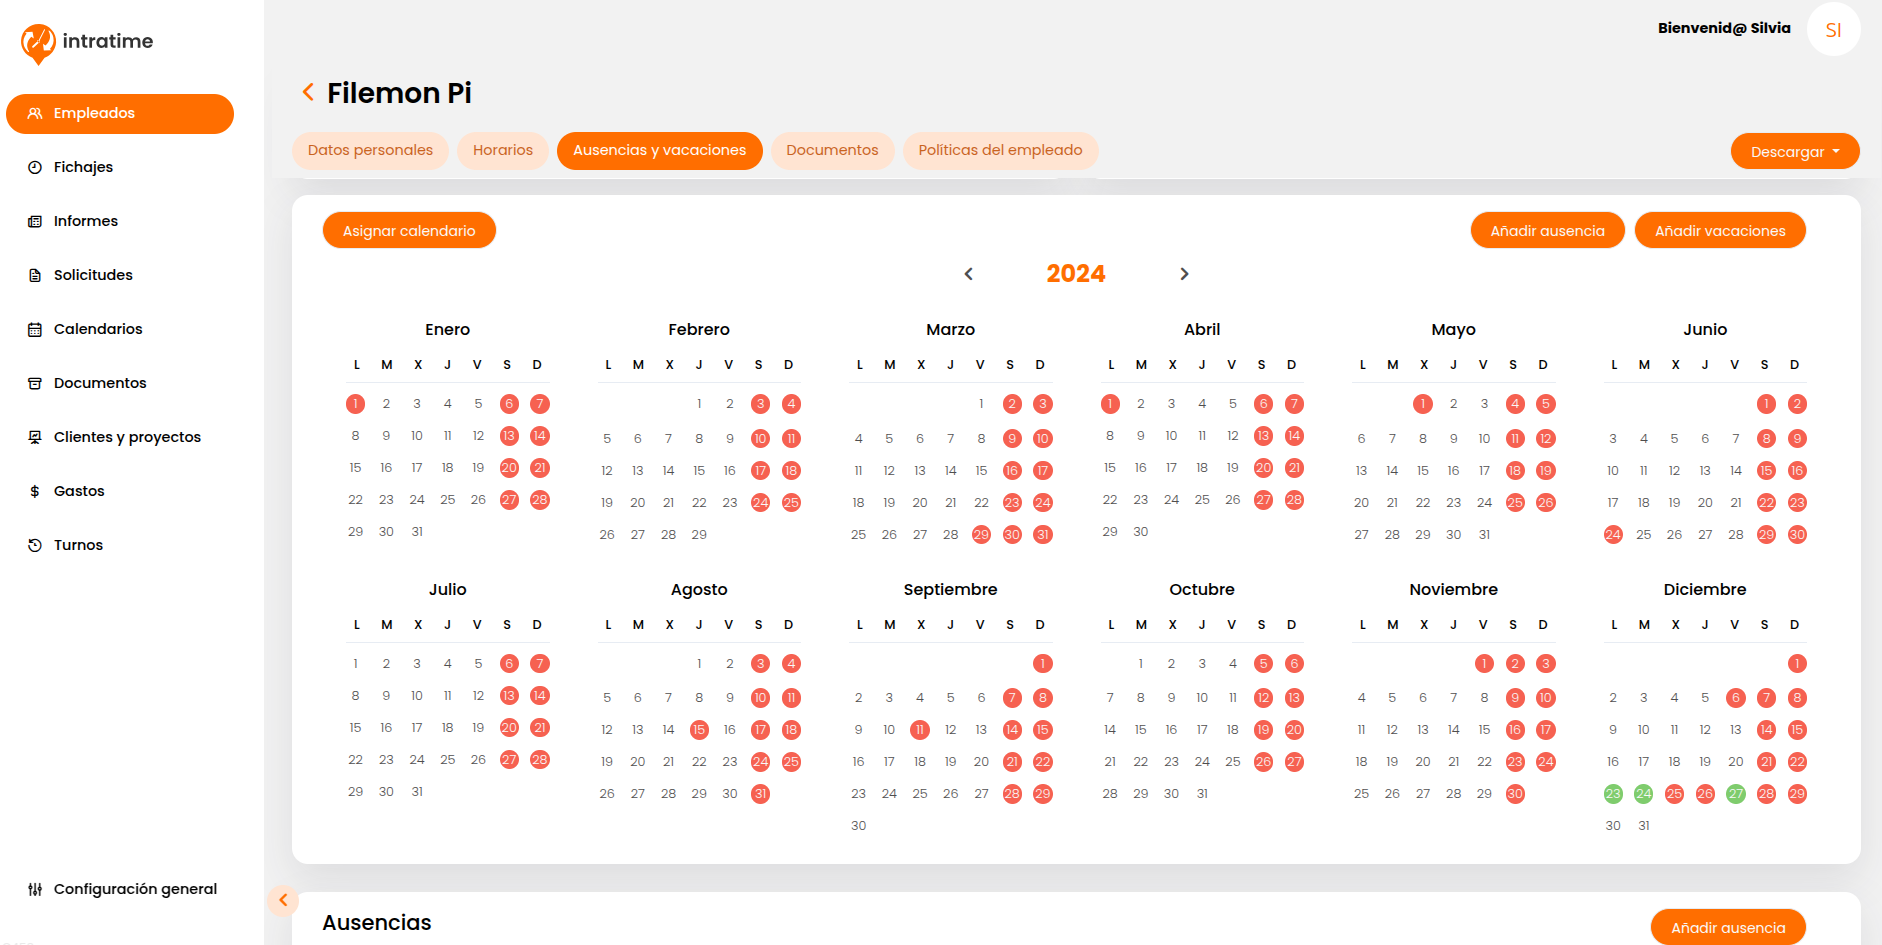 intratime
Bienvenid@ Silvia
SI
Empleados
Fichajes
Informes
Solicitudes
Calendarios
Documentos
Clientes y proyectos
Gastos
Turnos
Configuración general
Filemon Pi
Datos personales Horarios Ausencias y vacaciones Documentos Políticas del empleado
Descargar
Asignar calendario
Añadir ausencia Añadir vacaciones
2024
Enero
L M X J V S D
1 2 3 4 5 6 7
8 9 10 11 12 13 14
15 16 17 18 19 20 21
22 23 24 25 26 27 28
29 30 31
Febrero
L M X J V S D
1 2 3 4
5 6 7 8 9 10 11
12 13 14 15 16 17 18
19 20 21 22 23 24 25
26 27 28 29
Marzo
L M X J V S D
1 2 3
4 5 6 7 8 9 10
11 12 13 14 15 16 17
18 19 20 21 22 23 24
25 26 27 28 29 30 31
Abril
L M X J V S D
1 2 3 4 5 6 7
8 9 10 11 12 13 14
15 16 17 18 19 20 21
22 23 24 25 26 27 28
29 30
Mayo
L M X J V S D
1 2 3 4 5
6 7 8 9 10 11 12
13 14 15 16 17 18 19
20 21 22 23 24 25 26
27 28 29 30 31
Junio
L M X J V S D
1 2
3 4 5 6 7 8 9
10 11 12 13 14 15 16
17 18 19 20 21 22 23
24 25 26 27 28 29 30
Julio
L M X J V S D
1 2 3 4 5 6 7
8 9 10 11 12 13 14
15 16 17 18 19 20 21
22 23 24 25 26 27 28
29 30 31
Agosto
L M X J V S D
1 2 3 4
5 6 7 8 9 10 11
12 13 14 15 16 17 18
19 20 21 22 23 24 25
26 27 28 29 30 31
Septiembre
L M X J V S D
1
2 3 4 5 6 7 8
9 10 11 12 13 14 15
16 17 18 19 20 21 22
23 24 25 26 27 28 29
30
Octubre
L M X J V S D
1 2 3 4 5 6
7 8 9 10 11 12 13
14 15 16 17 18 19 20
21 22 23 24 25 26 27
28 29 30 31
Noviembre
L M X J V S D
1 2 3
4 5 6 7 8 9 10
11 12 13 14 15 16 17
18 19 20 21 22 23 24
25 26 27 28 29 30
Diciembre
L M X J V S D
1
2 3 4 5 6 7 8
9 10 11 12 13 14 15
16 17 18 19 20 21 22
23 24 25 26 27 28 29
30 31
Ausencias
Añadir ausencia